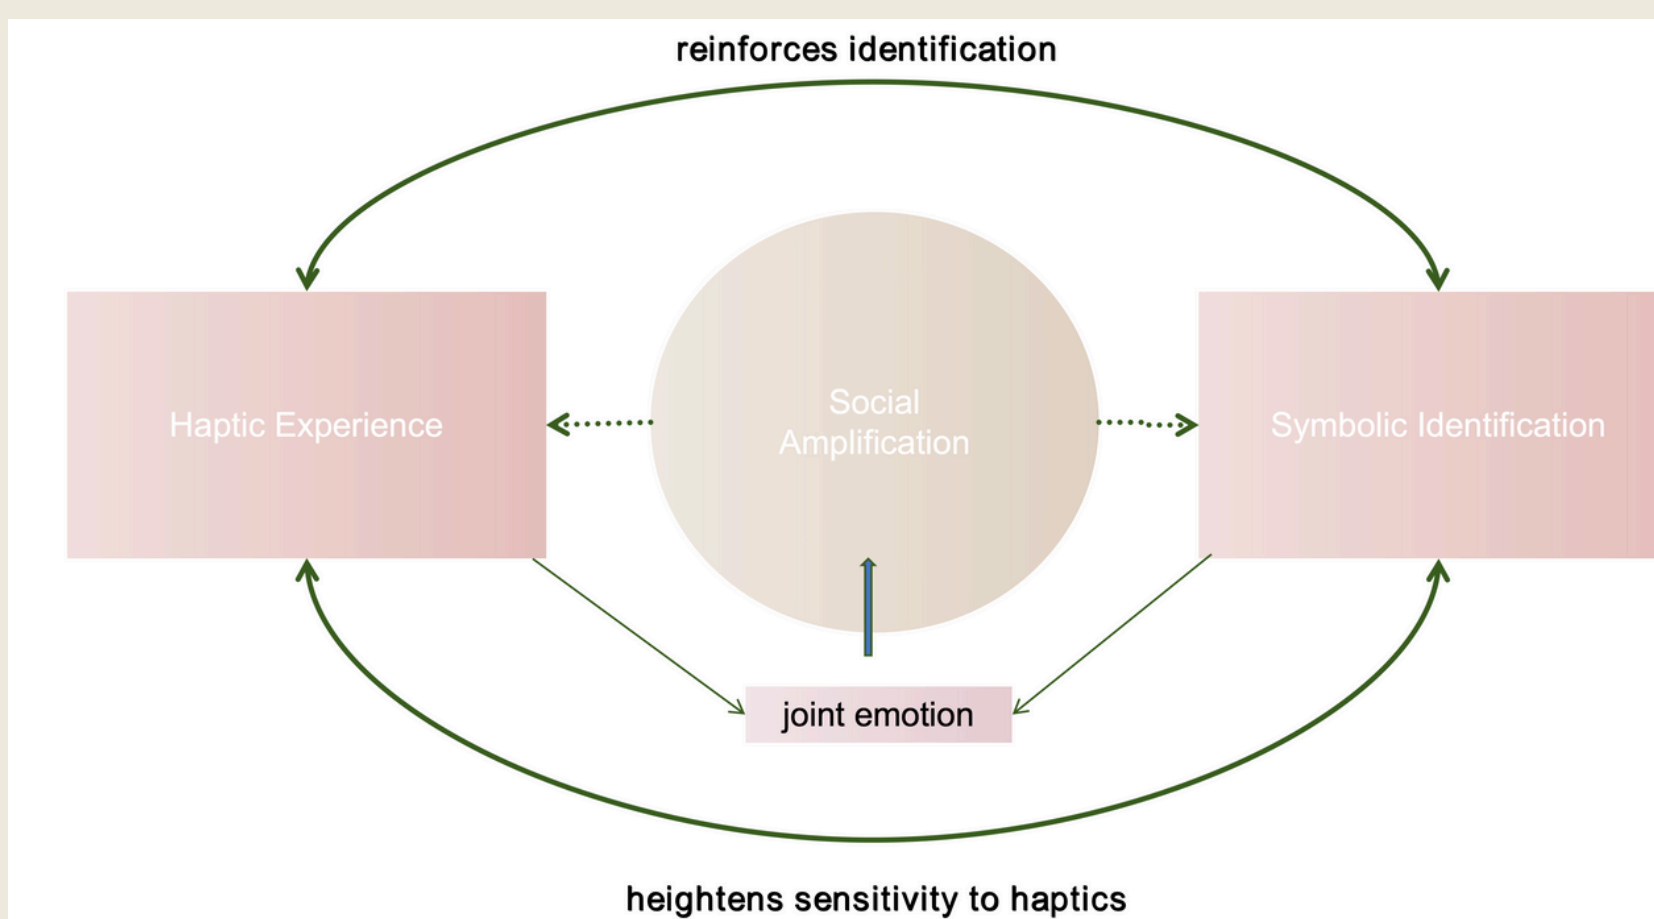 reinforces identification
Haptic Experience
Social
Amplification
Symbolic Identification
joint emotion
heightens sensitivity to haptics